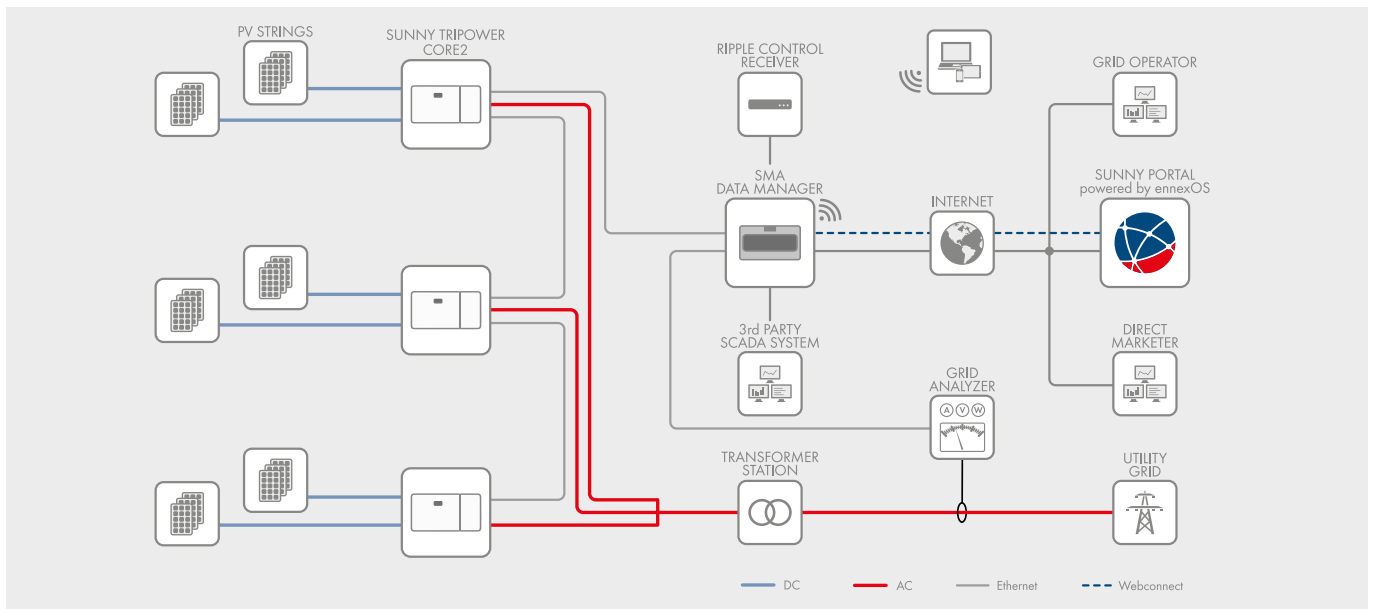 PV STRINGS
SUNNY TRIPOWER
CORE2
RIPPLE CONTROL
RECEIVER
GRID OPERATOR
SMA
DATA MANAGER
INTERNET
SUNNY PORTAL
powered by ennexOS
3rd PARTY
SCADA SYSTEM
DIRECT
MARKETER
GRID
ANALYZER
A V W
TRANSFORMER
STATION
UTILITY
GRID
DC
AC
Ethernet
Webconnect